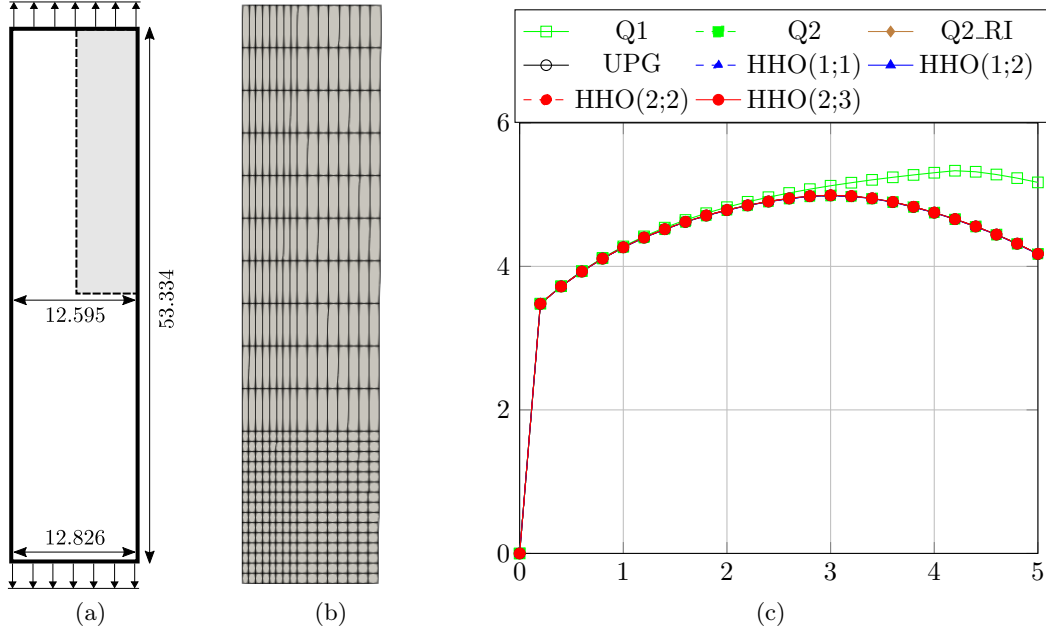 12.595
53.334
12.826
(a)
(b)
Q1 Q2 Q2_RI
UPG HHO(1;1) HHO(1;2)
HHO(2;2) HHO(2;3)
6
4
2
0
0 1 2 3 4 5
(c)